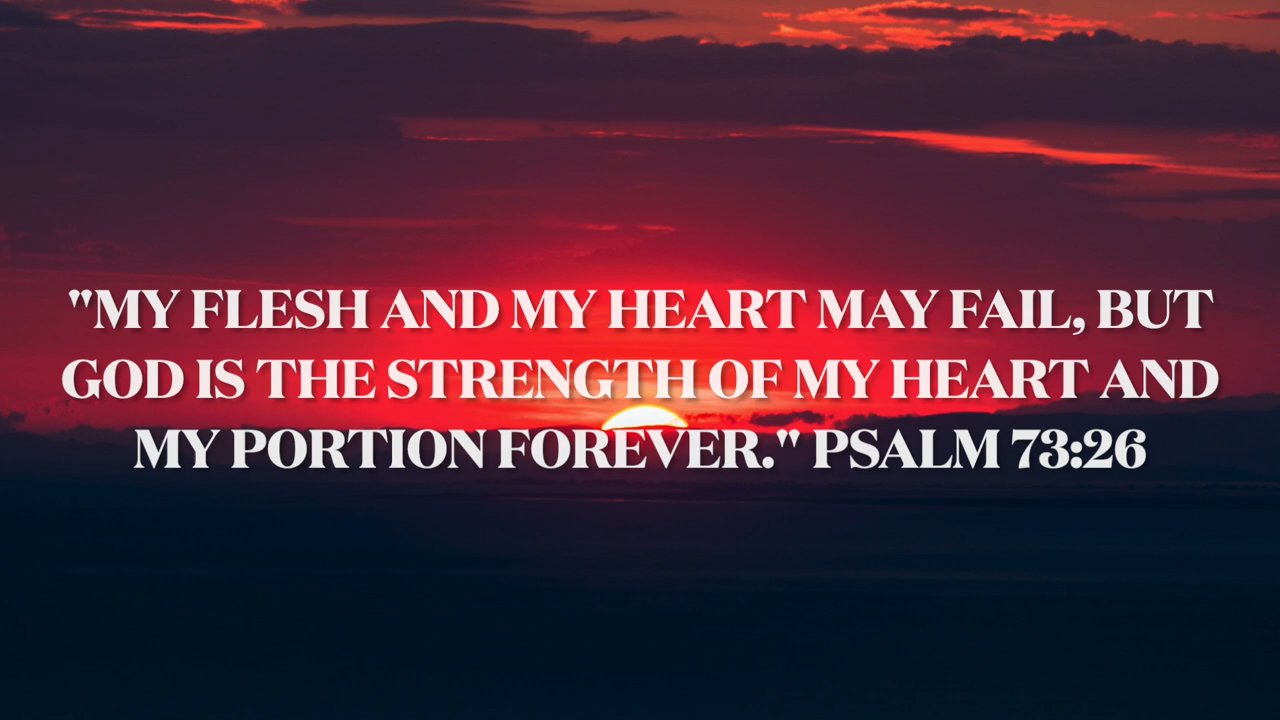 "MY FLESH AND MY HEART MAY FAIL, BUT
GOD IS THE STRENGTH OF MY HEART AND
MY PORTION FOREVER." PSALM 73:26